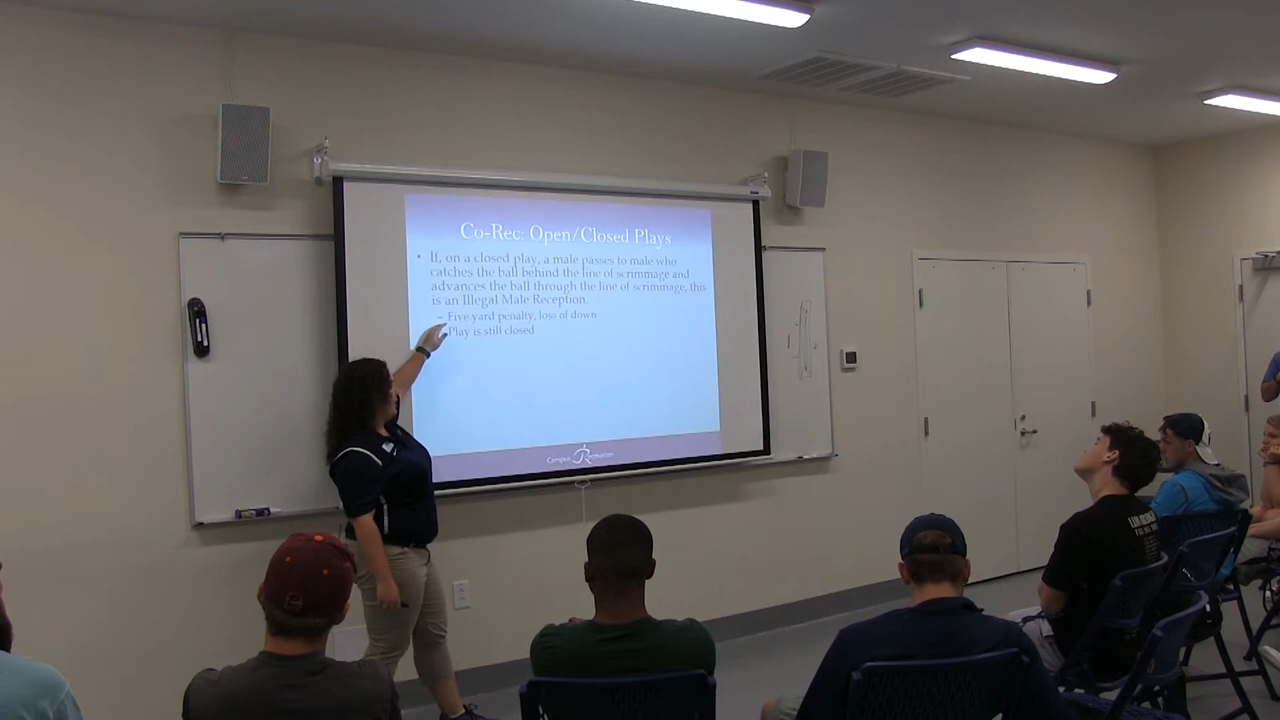 Co-Rec: Open/Closed Plays
• If, on a closed play, a male passes to male who
catches the ball behind the line of scrimmage and
advances the ball through the line of scrimmage, this
is an Illegal Male Reception.
– Five yard penalty, loss of down
Play is still closed
Campus Recreation